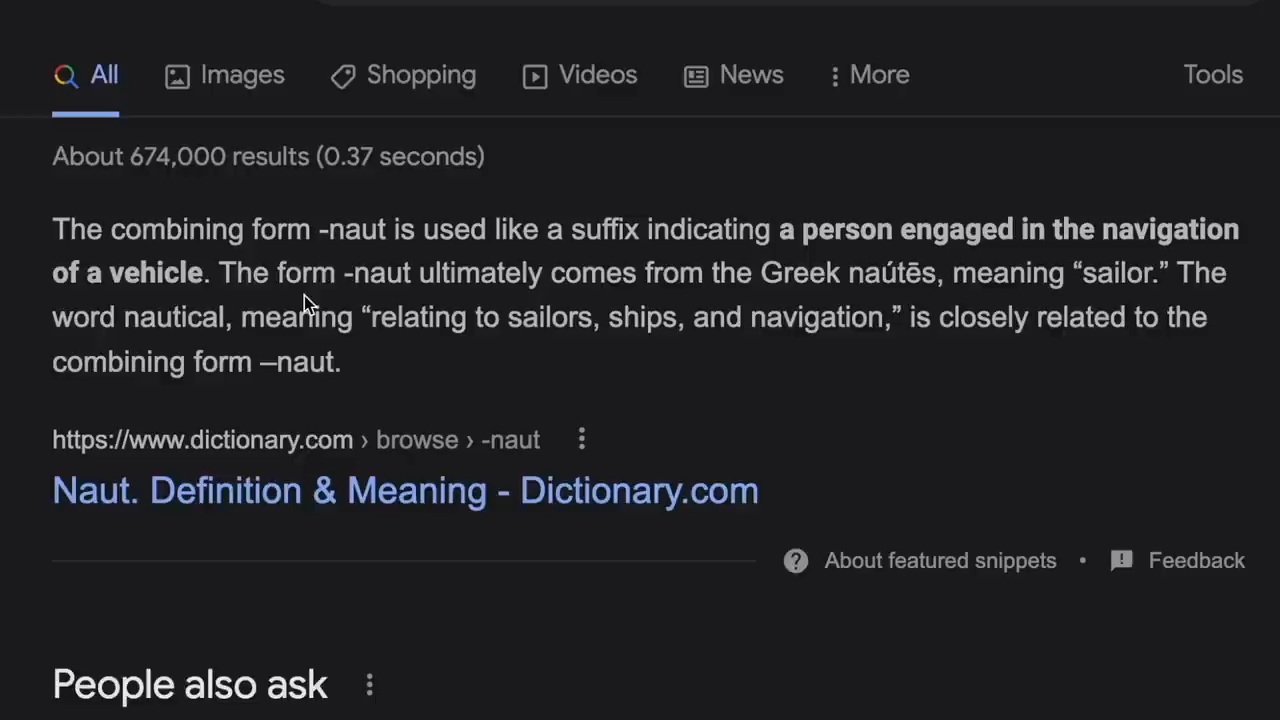 All Images Shopping Videos News More Tools
About 674,000 results (0.37 seconds)
The combining form -naut is used like a suffix indicating a person engaged in the navigation
of a vehicle. The form -naut ultimately comes from the Greek naútēs, meaning “sailor.” The
word nautical, meaning “relating to sailors, ships, and navigation,” is closely related to the
combining form –naut.
https://www.dictionary.com › browse › -naut
Naut. Definition & Meaning - Dictionary.com
About featured snippets • Feedback
People also ask